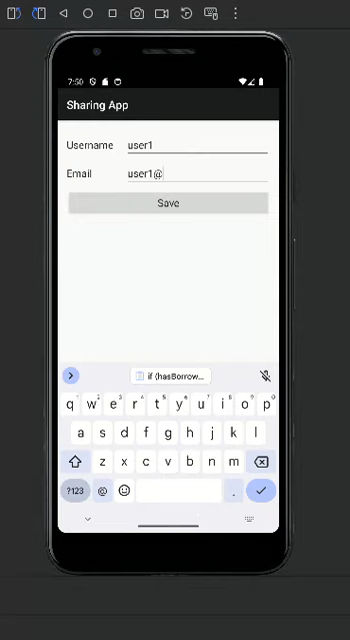 7:50
Sharing App
Username user1
Email user1@
Save
if (hasBorrow...
q w e r t y u i o p
a s d f g h j k l
z x c v b n m
?123 @ .